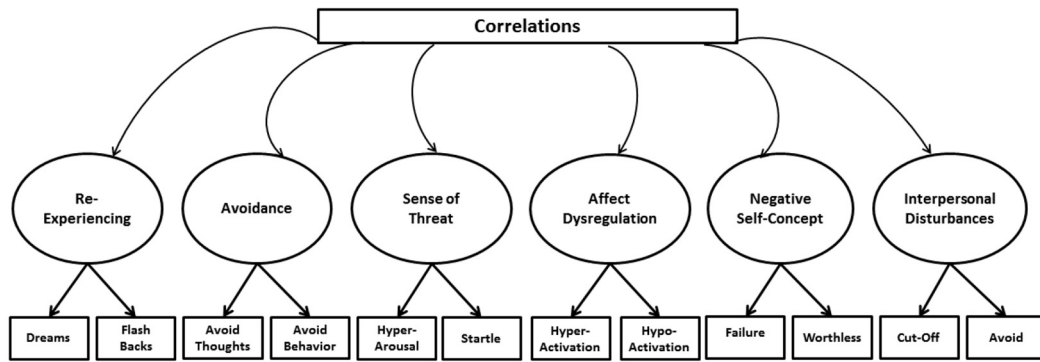 Correlations
Re-
Experiencing
Avoidance
Sense of
Threat
Affect
Dysregulation
Negative
Self-Concept
Interpersonal
Disturbances
Dreams
Flash
Backs
Avoid
Thoughts
Avoid
Behavior
Hyper-
Arousal
Startle
Hyper-
Activation
Hypo-
Activation
Failure
Worthless
Cut-Off
Avoid